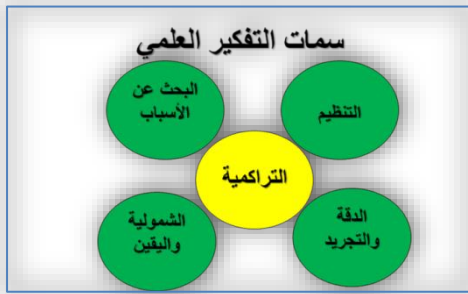 سمات التفكير العلمي
التنظيم
البحث عن
الأسباب
التراكمية
الدقة
والتجريد
الشمولية
واليقين